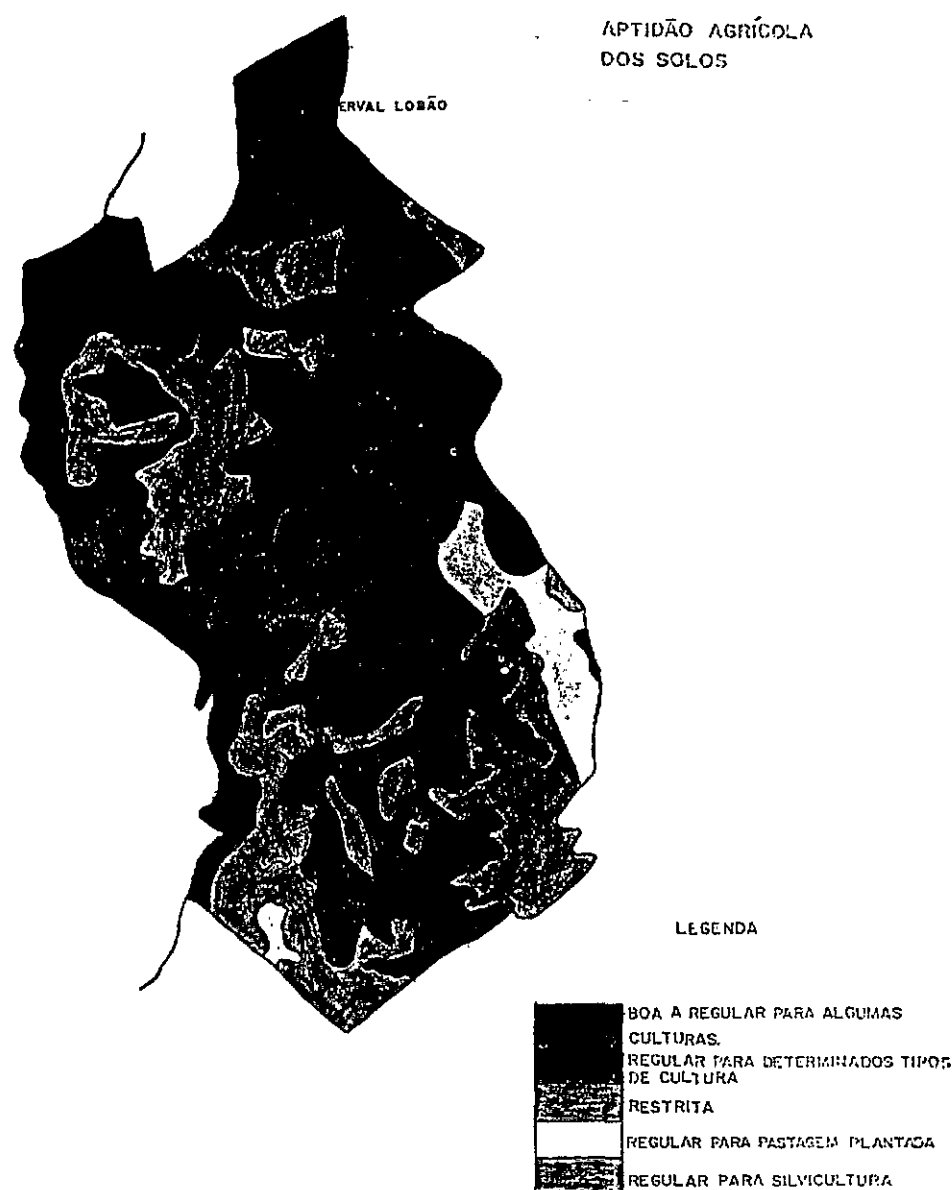 APTIDÃO AGRÍCOLA
DOS SOLOS
ERVAL LOBÃO
LEGENDA
BOA A REGULAR PARA ALGUMAS
CULTURAS.
REGULAR PARA DETERMINADOS TIPOS
DE CULTURA
RESTRITA
REGULAR PARA PASTAGEM PLANTADA
REGULAR PARA SILVICULTURA